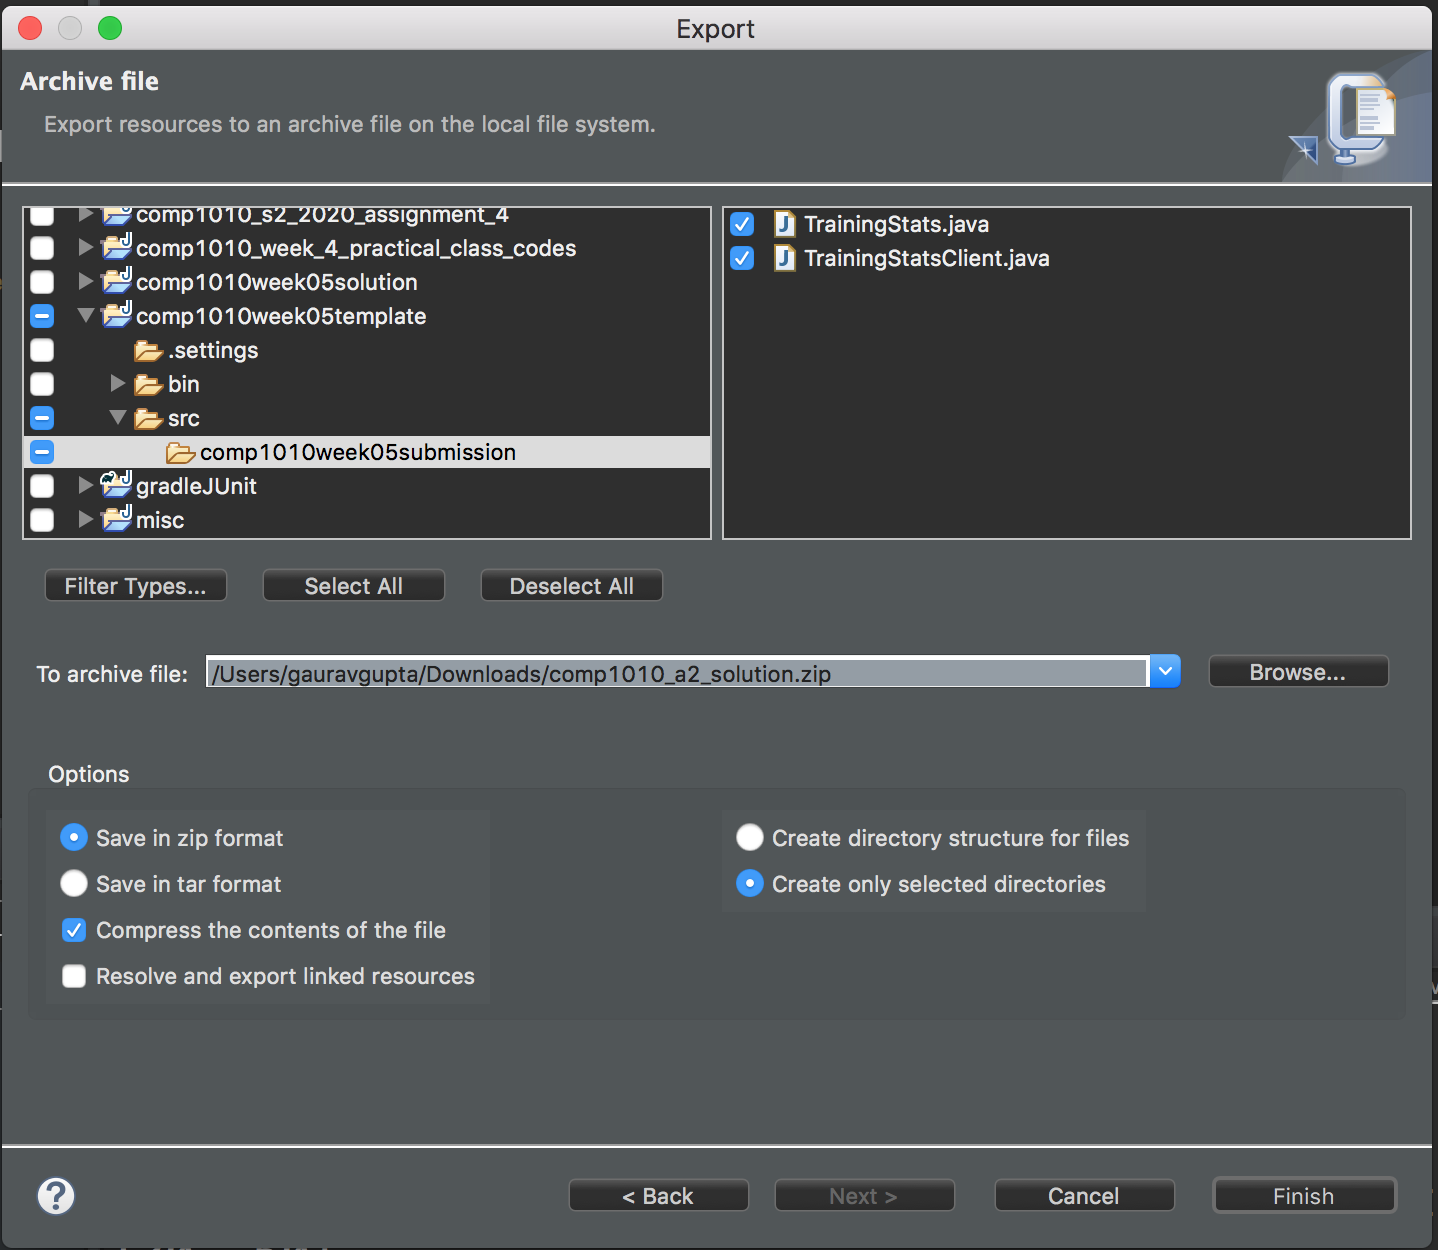 Export
Archive file
Export resources to an archive file on the local file system.
comp1010_s2_2020_assignment_4
comp1010_week_4_practical_class_codes
comp1010week05solution
comp1010week05template
.settings
bin
src
comp1010week05submission
gradleJUnit
misc
TrainingStats.java
TrainingStatsClient.java
Filter Types...
Select All
Deselect All
To archive file:
/Users/gauravgupta/Downloads/comp1010_a2_solution.zip
Browse...
Options
Save in zip format
Save in tar format
Compress the contents of the file
Resolve and export linked resources
Create directory structure for files
Create only selected directories
?
< Back
Next >
Cancel
Finish